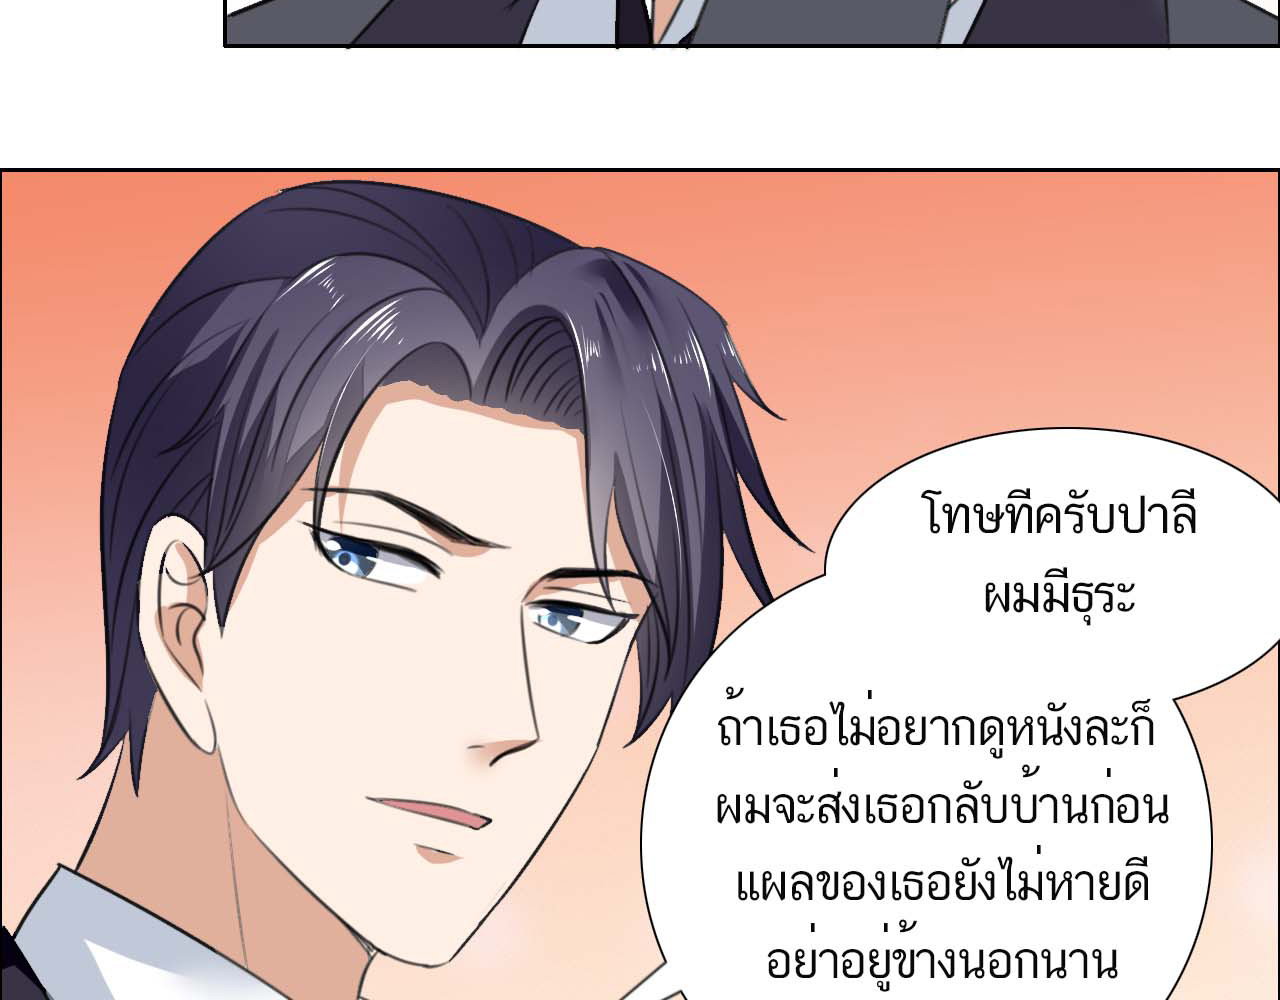 โทษทีครับปาลี
ผมมีธุระ
ถ้าเธอไม่อยากดูหนังละก็
ผมจะส่งเธอกลับบ้านก่อน
แผลของเธอยังไม่หายดี
อย่าอยู่ข้างนอกนาน